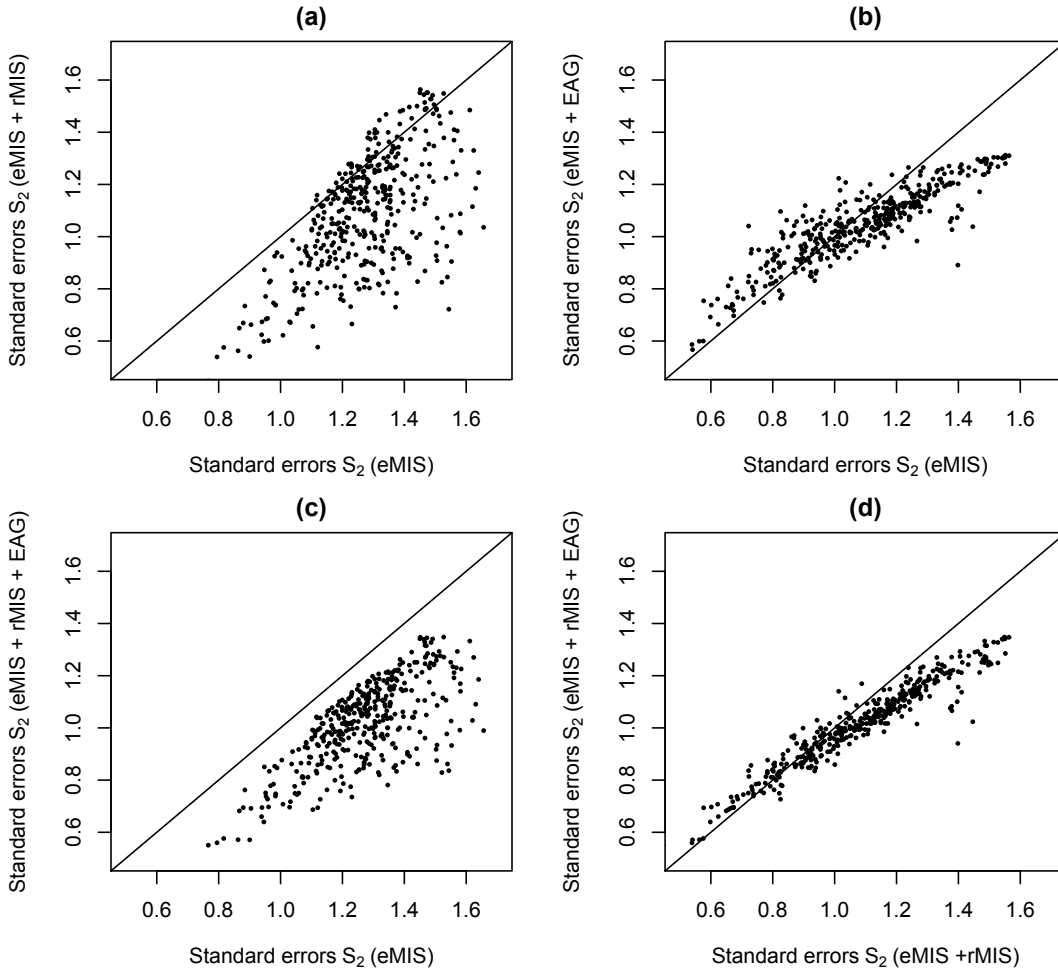 (a)
Standard errors S2 (eMIS + rMIS)
1.6
1.4
1.2
1.0
0.8
0.6
0.6 0.8 1.0 1.2 1.4 1.6
Standard errors S2 (eMIS)
(b)
Standard errors S2 (eMIS + EAG)
1.6
1.4
1.2
1.0
0.8
0.6
0.6 0.8 1.0 1.2 1.4 1.6
Standard errors S2 (eMIS)
(c)
Standard errors S2 (eMIS + rMIS + EAG)
1.6
1.4
1.2
1.0
0.8
0.6
0.6 0.8 1.0 1.2 1.4 1.6
Standard errors S2 (eMIS)
(d)
Standard errors S2 (eMIS + rMIS + EAG)
1.6
1.4
1.2
1.0
0.8
0.6
0.6 0.8 1.0 1.2 1.4 1.6
Standard errors S2 (eMIS +rMIS)